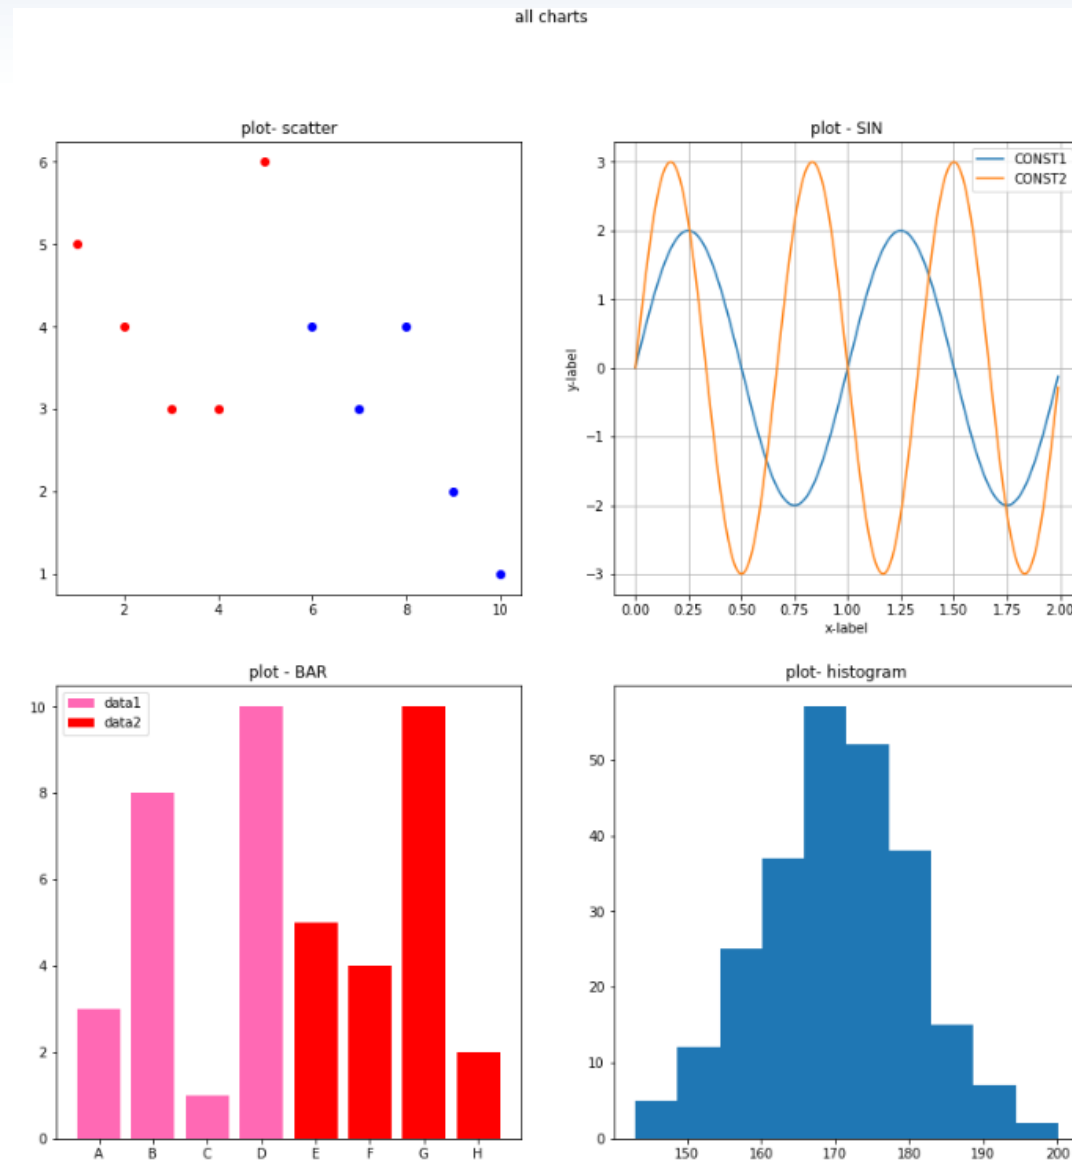 all charts
plot- scatter
6
5
4
3
2
1
2 4 6 8 10
plot - SIN
CONST1
CONST2
y-label
3
2
1
0
−1
−2
−3
0.00 0.25 0.50 0.75 1.00 1.25 1.50 1.75 2.00
x-label
plot - BAR
data1
data2
10
8
6
4
2
0
A B C D E F G H
plot- histogram
50
40
30
20
10
0
150 160 170 180 190 200